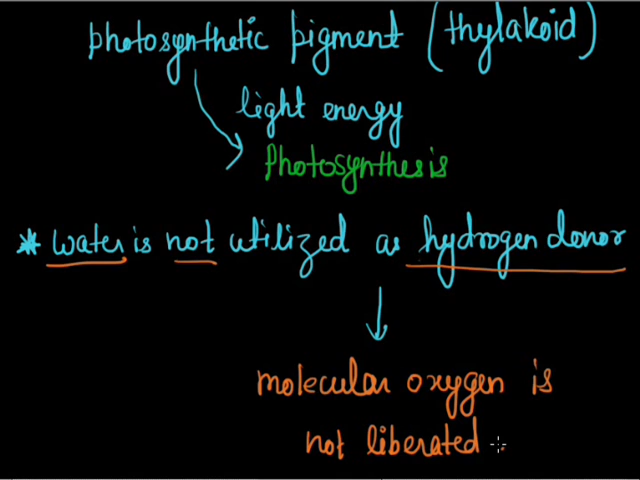 photosynthetic pigment (thylakoid)
light energy
Photosynthesis
* water is not utilized as hydrogen donor
molecular oxygen is
not liberated .